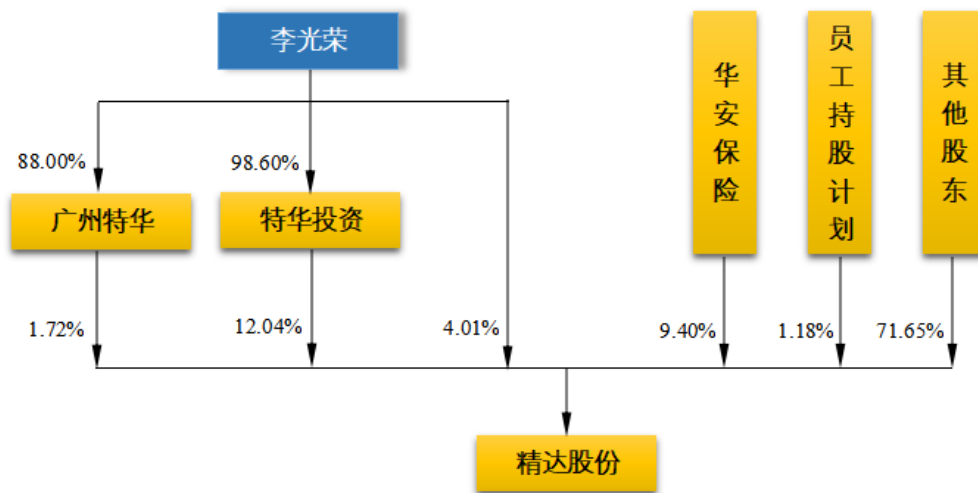 李光荣
华安保险
员工持股计划
其他股东
88.00%
98.60%
广州特华
特华投资
1.72%
12.04%
4.01%
9.40%
1.18%
71.65%
精达股份